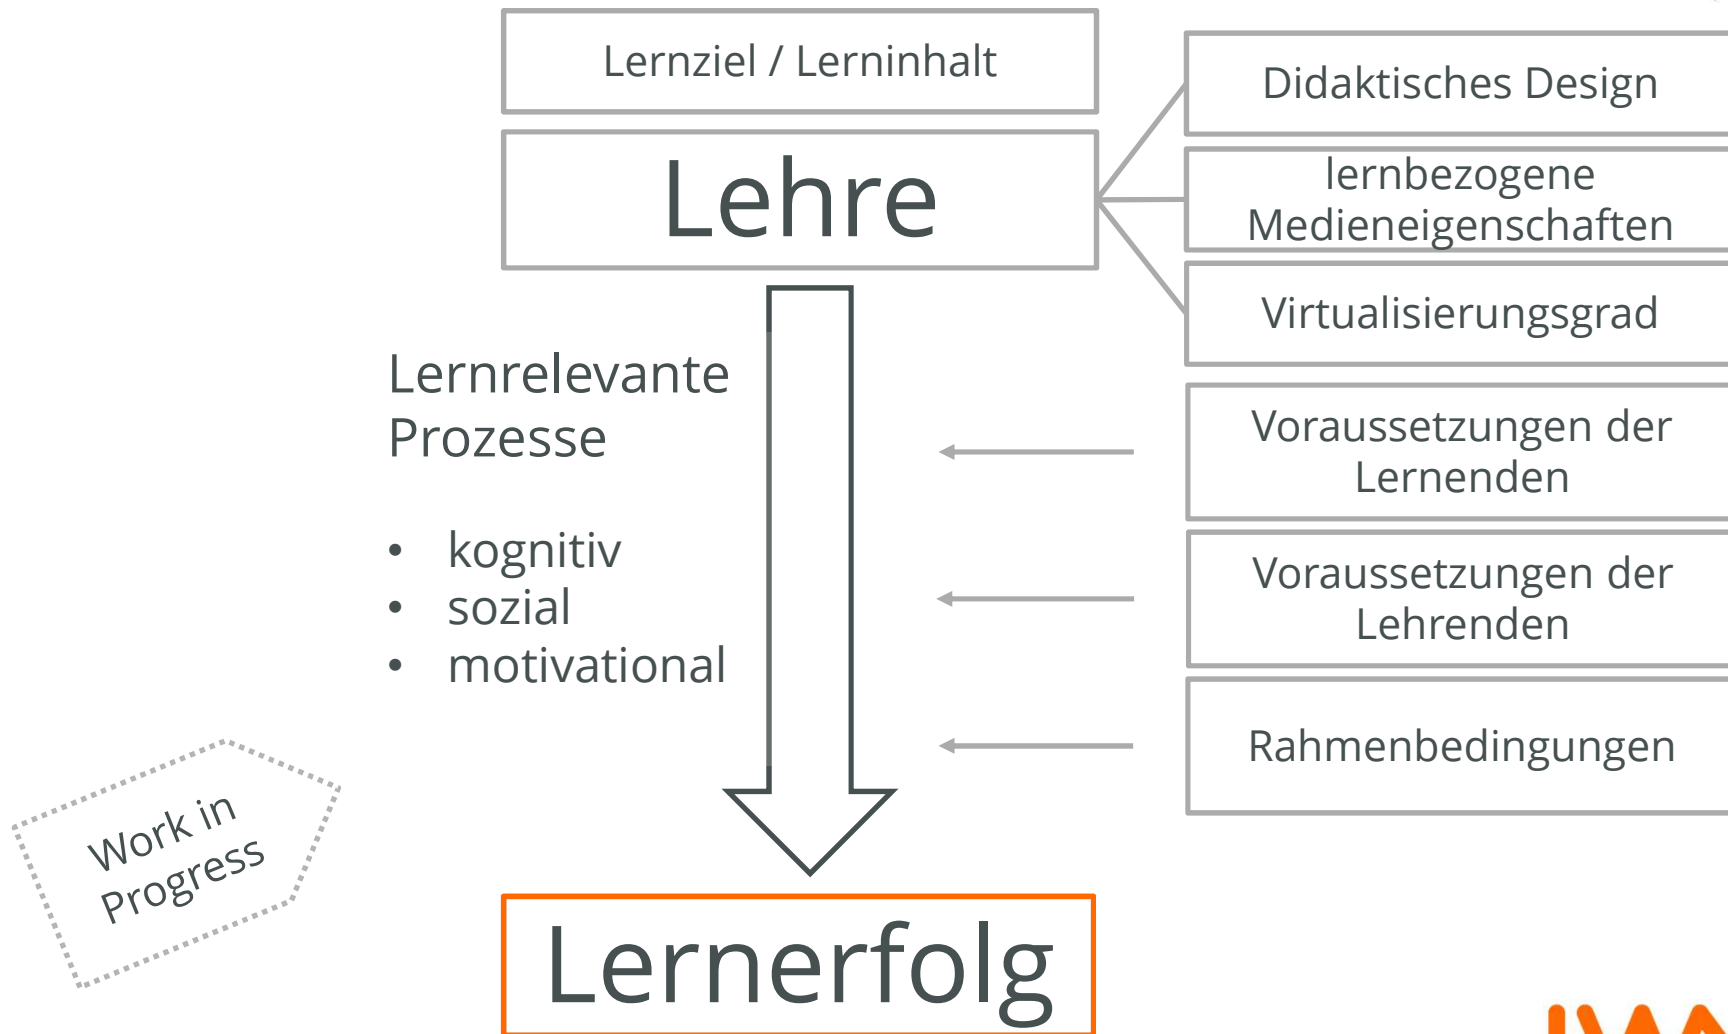 Lernziel / Lerninhalt
Lehre
Didaktisches Design
lernbezogene
Medieneigenschaften
Virtualisierungsgrad
Lernrelevante
Prozesse
• kognitiv
• sozial
• motivational
Voraussetzungen der
Lernenden
Voraussetzungen der
Lehrenden
Rahmenbedingungen
Work in
Progress
Lernerfolg